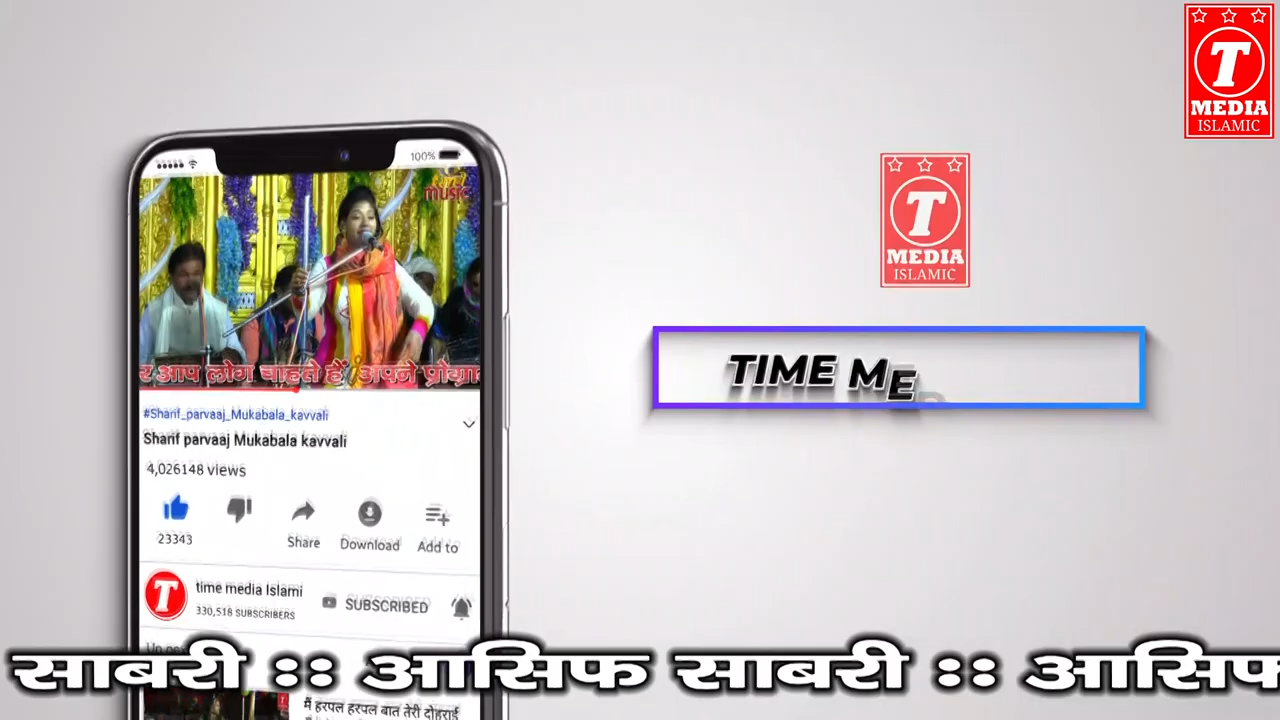 T
MEDIA
ISLAMIC
100%
MUSIC
र आप लोग चाहते हैं अपने प्रोग्रा
#Sharif_parvaaj_Mukabala_kavvali
Sharif parvaaj Mukabala kavvali
4,026148 views
23343
Share
Download
Add to
T
time media Islami
330,518 SUBSCRIBERS
SUBSCRIBED
मैं हरपल हरपल बात तेरी दोहराई
T
MEDIA
ISLAMIC
TIME ME
साबरी :: आसिफ साबरी :: आसिफ